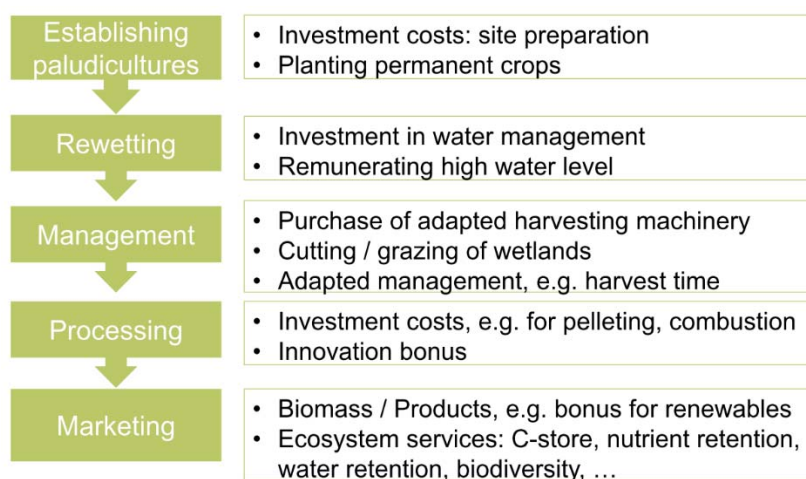 Establishing
paludicultures
• Investment costs: site preparation
• Planting permanent crops
Rewetting
• Investment in water management
• Remunerating high water level
Management
• Purchase of adapted harvesting machinery
• Cutting / grazing of wetlands
• Adapted management, e.g. harvest time
Processing
• Investment costs, e.g. for pelleting, combustion
• Innovation bonus
Marketing
• Biomass / Products, e.g. bonus for renewables
• Ecosystem services: C-store, nutrient retention,
water retention, biodiversity, …